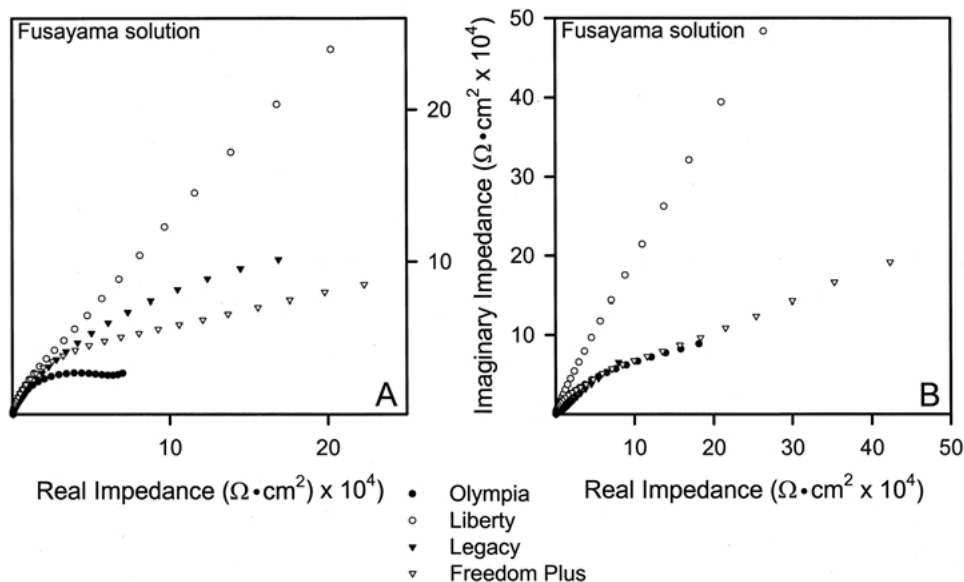 Fusayama solution
20
10
A
10
20
Real Impedance (Ω•cm²) x 10⁴
Imaginary Impedance (Ω•cm² x 10⁴)
Fusayama solution
50
40
30
20
10
B
0
10
20
30
40
50
Real Impedance (Ω•cm² x 10⁴)
Olympia
Liberty
Legacy
Freedom Plus